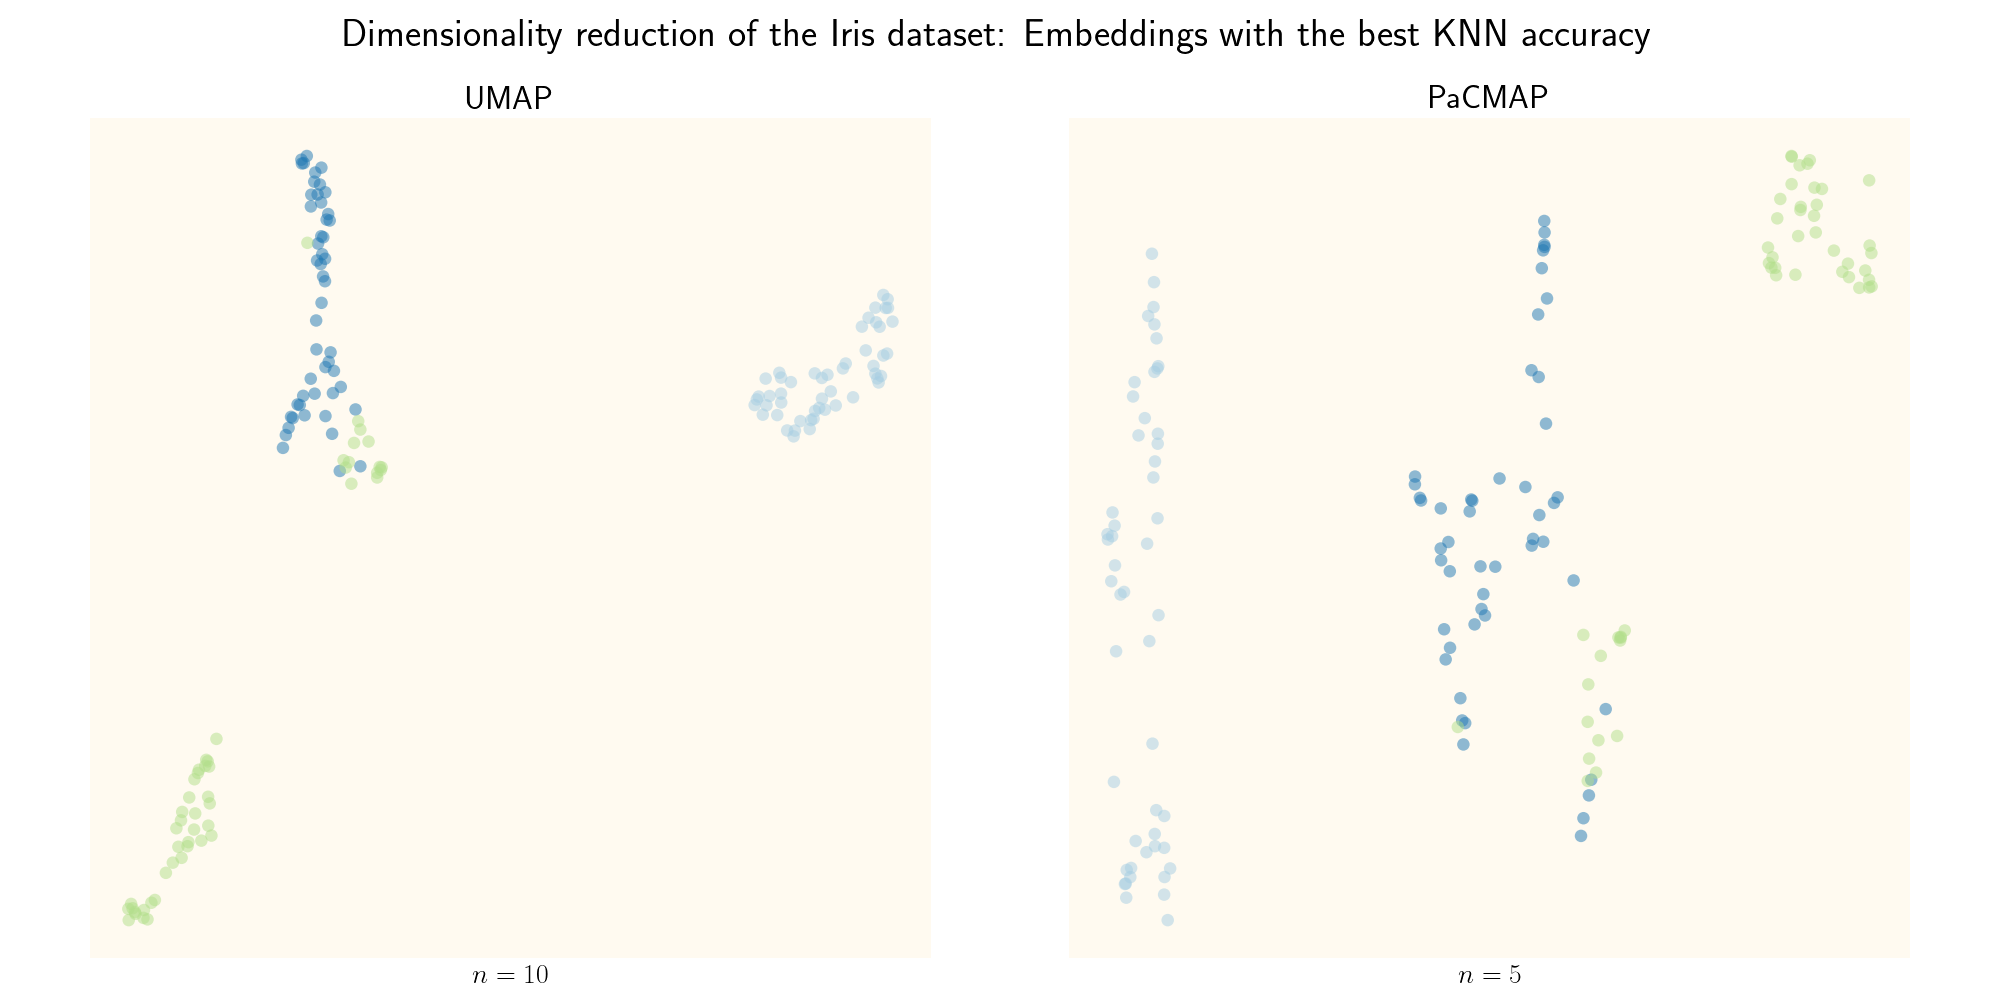 Dimensionality reduction of the Iris dataset: Embeddings with the best KNN accuracy
UMAP
PaCMAP
n = 10
n = 5